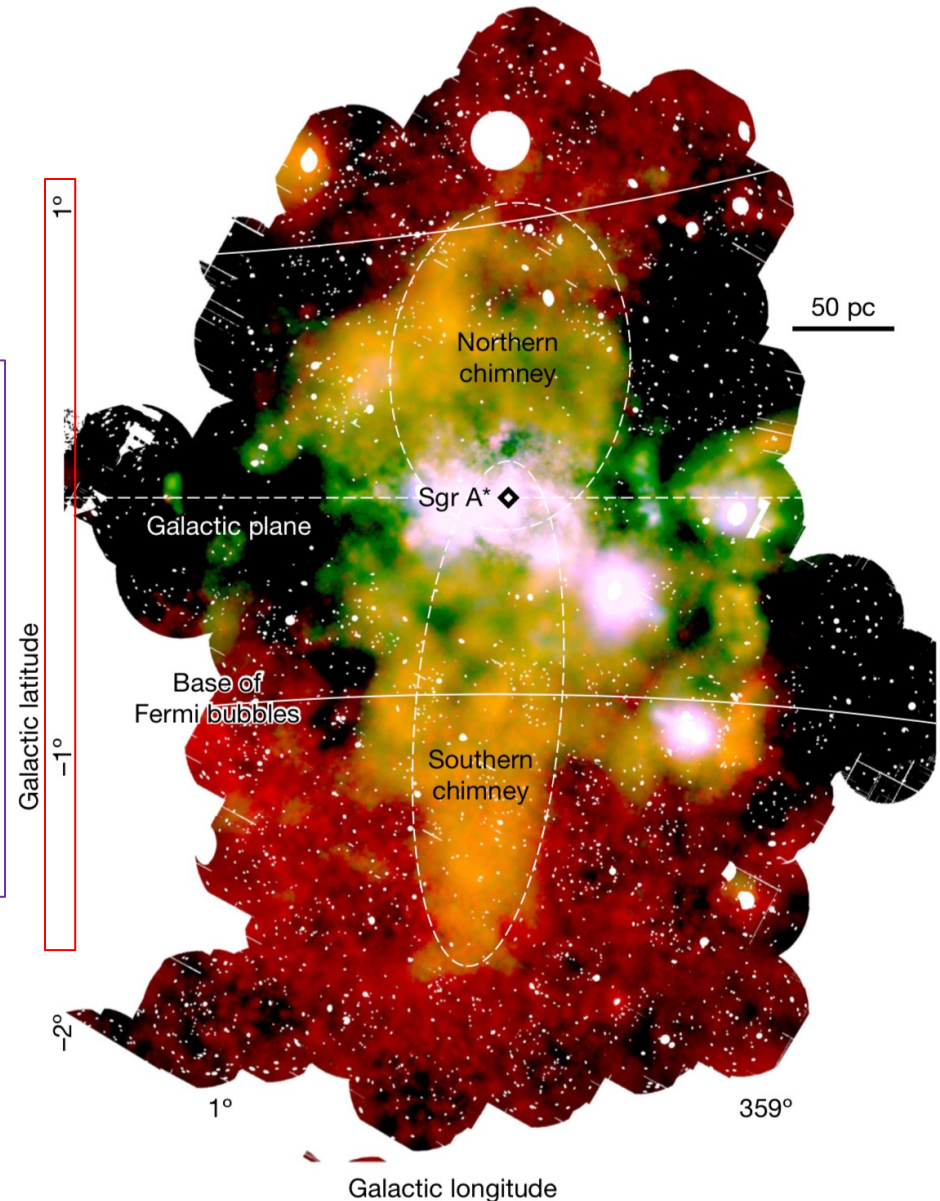 1°
50 pc
Northern
chimney
Sgr A*
Galactic plane
Galactic latitude
Base of
Fermi bubbles
–1°
Southern
chimney
–2°
1°
359°
Galactic longitude